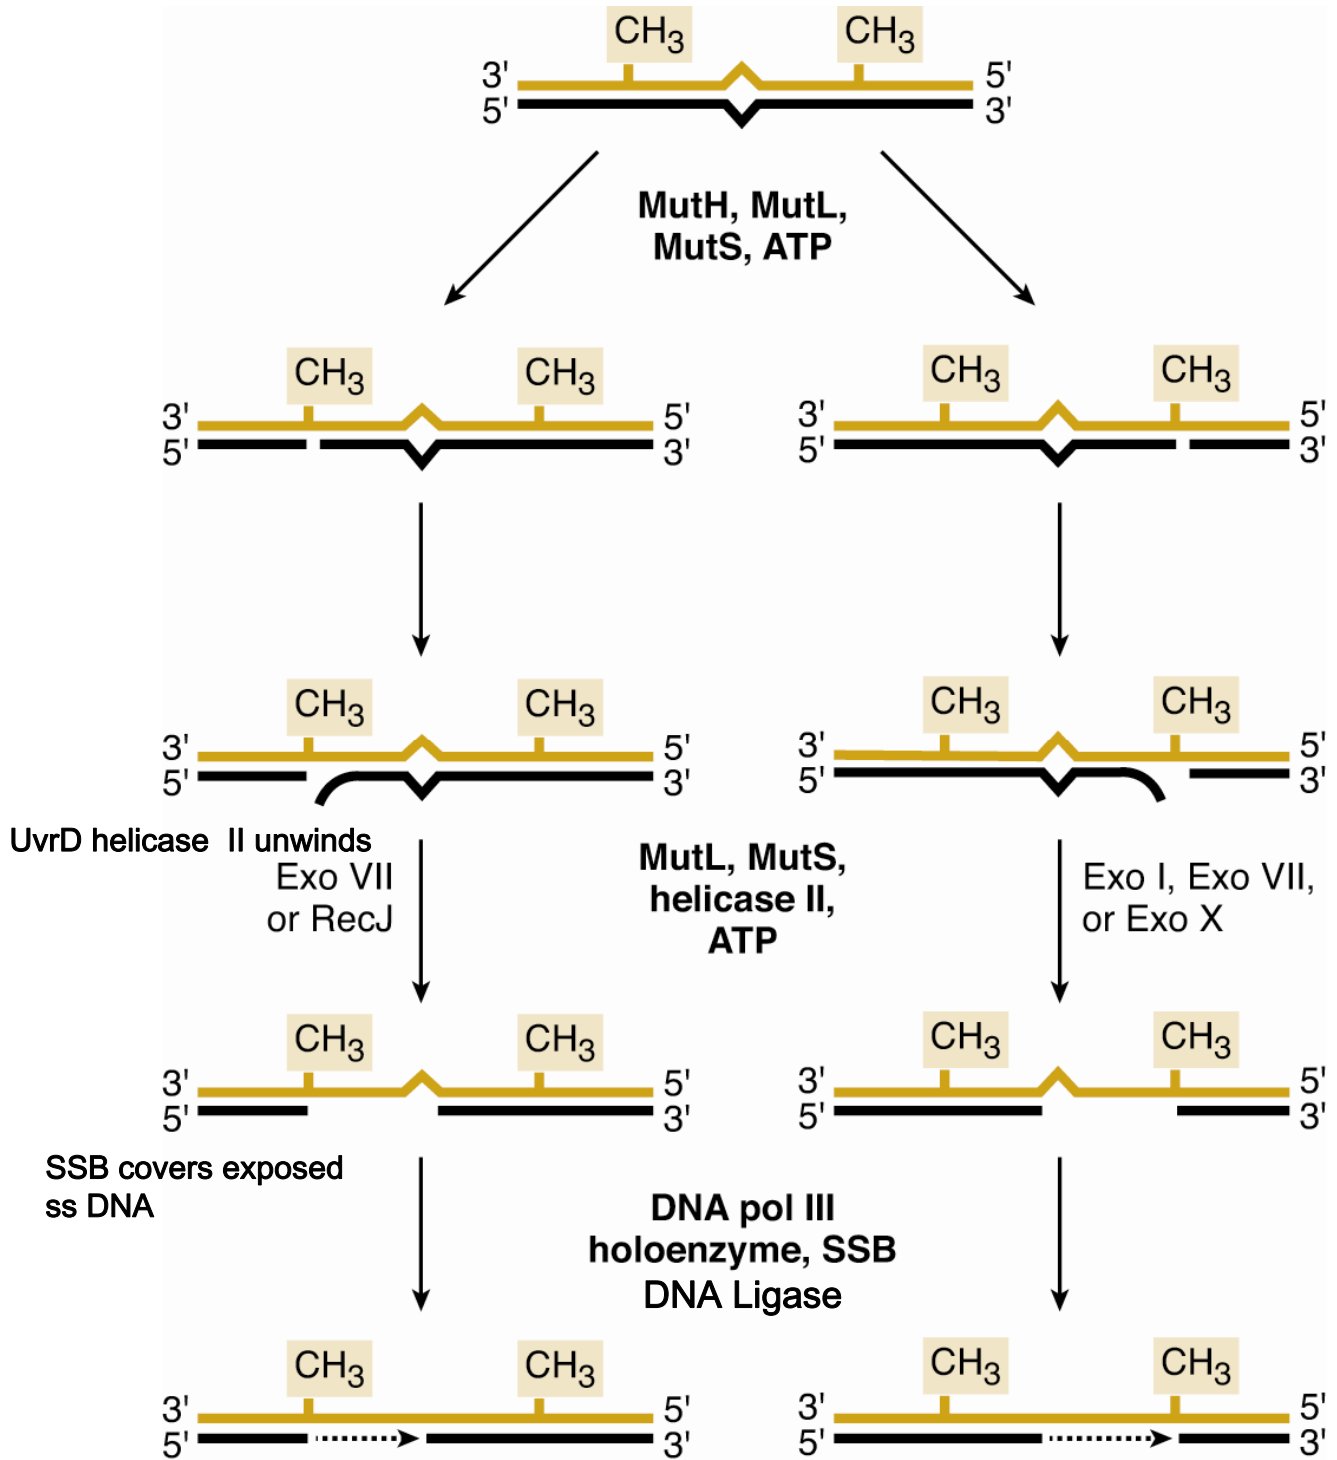 CH3 CH3
3' 5'
5' 3'
MutH, MutL,
MutS, ATP
CH3 CH3 CH3 CH3
3' 5' 3' 5'
5' 3' 5' 3'
CH3 CH3 CH3 CH3
3' 5' 3' 5'
5' 3' 5' 3'
UvrD helicase  II unwinds
Exo VII
or RecJ
MutL, MutS,
helicase II,
ATP
Exo I, Exo VII,
or Exo X
CH3 CH3 CH3 CH3
3' 5' 3' 5'
5' 3' 5' 3'
SSB covers exposed
ss DNA
DNA pol III
holoenzyme, SSB
DNA Ligase
CH3 CH3 CH3 CH3
3' 5' 3' 5'
5' 3' 5' 3'